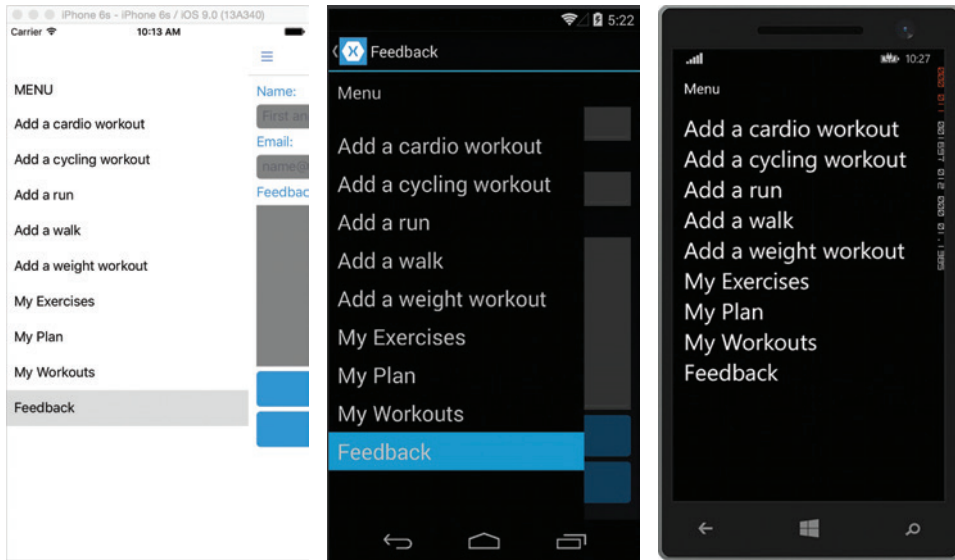 iPhone 6s - iPhone 6s / iOS 9.0 (13A340)
Carrier 10:13 AM
MENU
Add a cardio workout
Add a cycling workout
Add a run
Add a walk
Add a weight workout
My Exercises
My Plan
My Workouts
Feedback
Name:
First an
Email:
name@
Feedbac
5:22
Feedback
Menu
Add a cardio workout
Add a cycling workout
Add a run
Add a walk
Add a weight workout
My Exercises
My Plan
My Workouts
Feedback
10:27
Menu
Add a cardio workout
Add a cycling workout
Add a run
Add a walk
Add a weight workout
My Exercises
My Plan
My Workouts
Feedback